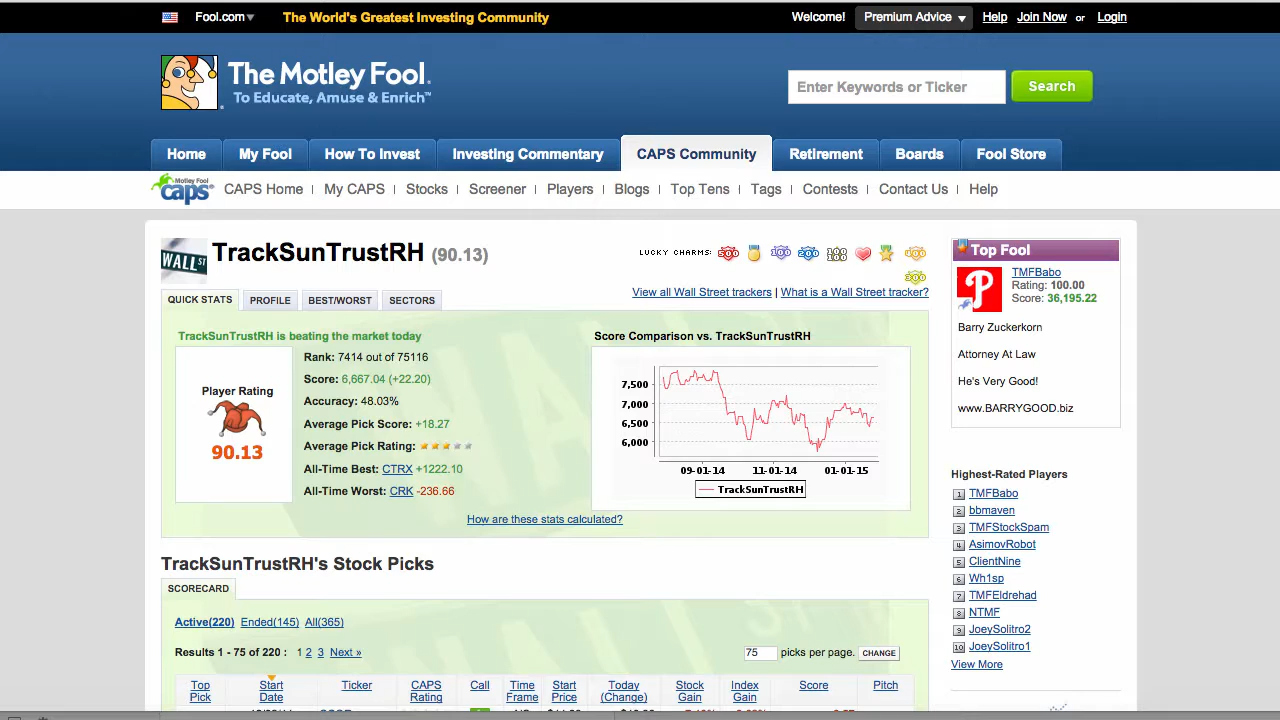 Fool.com
The World's Greatest Investing Community
Welcome! Premium Advice Help Join Now or Login
The Motley Fool.
To Educate, Amuse & Enrich™
Enter Keywords or Ticker Search
Home My Fool How To Invest Investing Commentary CAPS Community Retirement Boards Fool Store
Motley Fool caps CAPS Home | My CAPS | Stocks | Screener | Players | Blogs | Top Tens | Tags | Contests | Contact Us | Help
WALL ST TrackSunTrustRH (90.13)
LUCKY CHARMS:
View all Wall Street trackers | What is a Wall Street tracker?
QUICK STATS PROFILE BEST/WORST SECTORS
TrackSunTrustRH is beating the market today
Player Rating
90.13
Rank: 7414 out of 75116
Score: 6,667.04 (+22.20)
Accuracy: 48.03%
Average Pick Score: +18.27
Average Pick Rating:
All-Time Best: CTRX +1222.10
All-Time Worst: CRK -236.66
Score Comparison vs. TrackSunTrustRH
7,500
7,000
6,500
6,000
09-01-14 11-01-14 01-01-15
TrackSunTrustRH
How are these stats calculated?
TrackSunTrustRH's Stock Picks
SCORECARD
Active(220) Ended(145) All(365)
Results 1 - 75 of 220 : 1 2 3 Next »
75 picks per page. CHANGE
Top Pick Start Date Ticker CAPS Rating Call Time Frame Start Price Today (Change) Stock Gain Index Gain Score Pitch
Top Fool
TMFBabo
Rating: 100.00
Score: 36,195.22
Barry Zuckerkorn
Attorney At Law
He's Very Good!
www.BARRYGOOD.biz
Highest-Rated Players
1 TMFBabo
2 bbmaven
3 TMFStockSpam
4 AsimovRobot
5 ClientNine
6 Wh1sp
7 TMFEldrehad
8 NTMF
9 JoeySolitro2
10 JoeySolitro1
View More